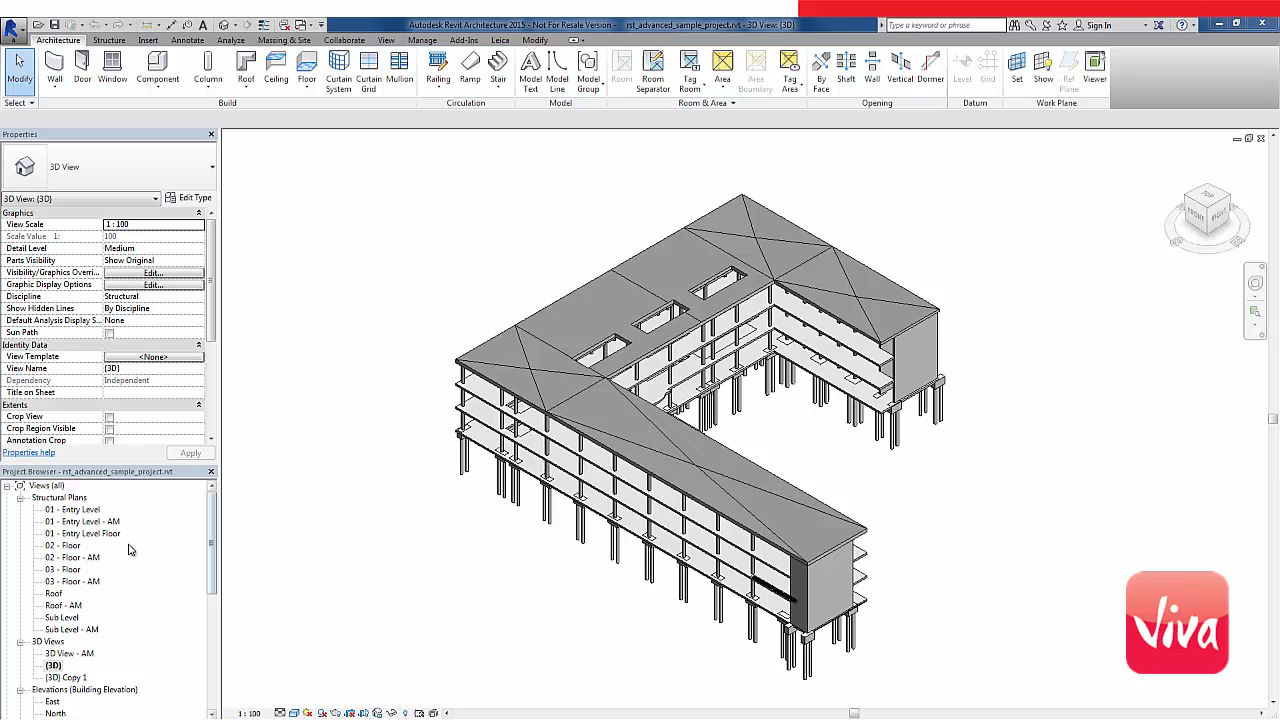 Autodesk Revit Architecture 2015 - Not For Resale Version - rst_advanced_sample_project.rvt - 3D View: {3D}
Type a keyword or phrase
Sign In
Architecture Structure Insert Annotate Analyze Massing & Site Collaborate View Manage Add-Ins Leica Modify
Modify Wall Door Window Component Column Roof Ceiling Floor Curtain System Curtain Grid Mullion Railing Ramp Stair Model Text Model Line Model Group Room Room Separator Tag Room Area Area Boundary Tag Area By Face Shaft Wall Vertical Dormer Level Grid Set Show Ref Plane Viewer
Select Build Circulation Model Room & Area Opening Datum Work Plane
Properties
3D View
3D View: {3D} Edit Type
Graphics
View Scale 1 : 100
Scale Value 1: 100
Detail Level Medium
Parts Visibility Show Original
Visibility/Graphics Overri... Edit...
Graphic Display Options Edit...
Discipline Structural
Show Hidden Lines By Discipline
Default Analysis Display S... None
Sun Path
Identity Data
View Template <None>
View Name {3D}
Dependency Independent
Title on Sheet
Extents
Crop View
Crop Region Visible
Annotation Crop
Properties help Apply
Project Browser - rst_advanced_sample_project.rvt
Views (all)
Structural Plans
01 - Entry Level
01 - Entry Level - AM
01 - Entry Level Floor
02 - Floor
02 - Floor - AM
03 - Floor
03 - Floor - AM
Roof
Roof - AM
Sub Level
Sub Level - AM
3D Views
3D View - AM
{3D}
{3D} Copy 1
Elevations (Building Elevation)
East
North
TOP
FRONT RIGHT
viva
1 : 100